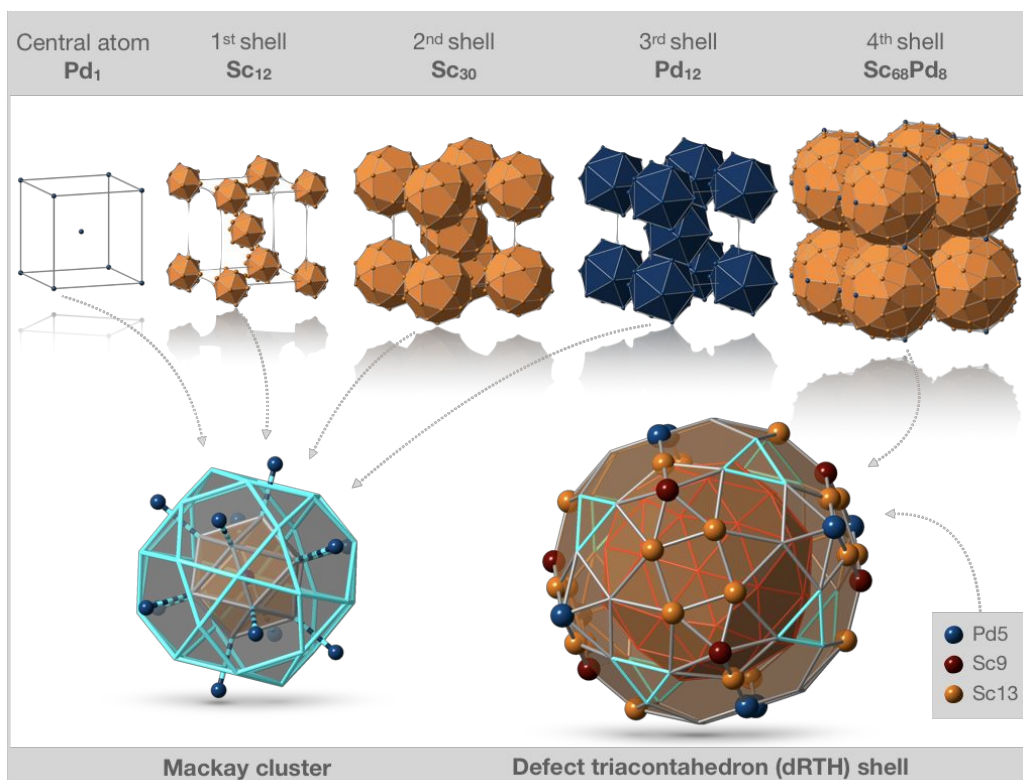 Central atom
Pd₁
1ˢᵗ shell
Sc₁₂
2ⁿᵈ shell
Sc₃₀
3ʳᵈ shell
Pd₁₂
4ᵗʰ shell
Sc₆₈Pd₈
Pd5
Sc9
Sc13
Mackay cluster
Defect triacontahedron (dRTH) shell